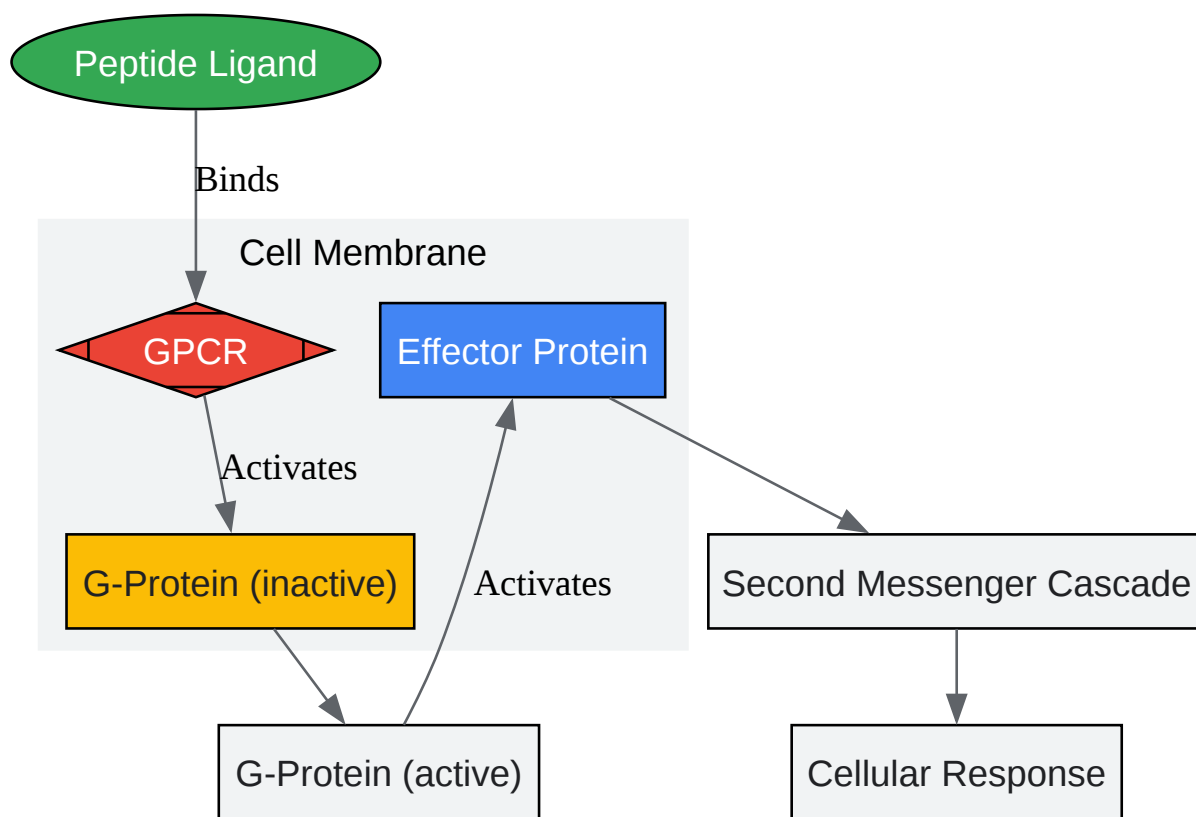 Peptide Ligand
Binds
Cell Membrane
GPCR
Effector Protein
Activates
G-Protein (inactive)
Activates
Second Messenger Cascade
G-Protein (active)
Cellular Response